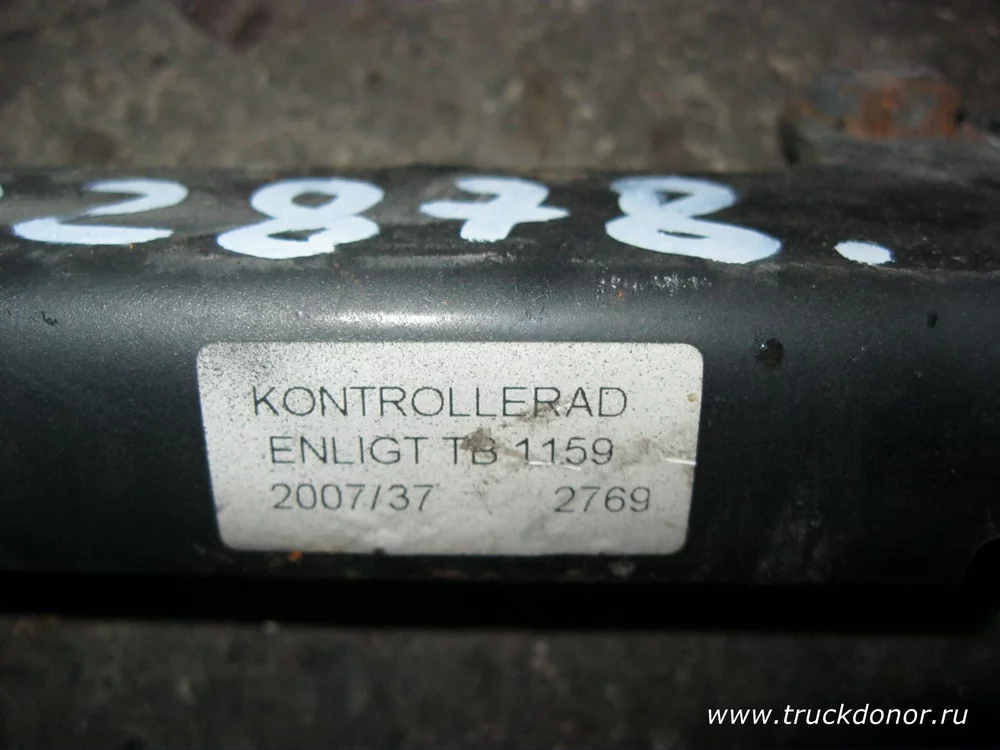 2878.
KONTROLLERAD
ENLIGT TB 1159
2007/37 2769
www.truckdonor.ru